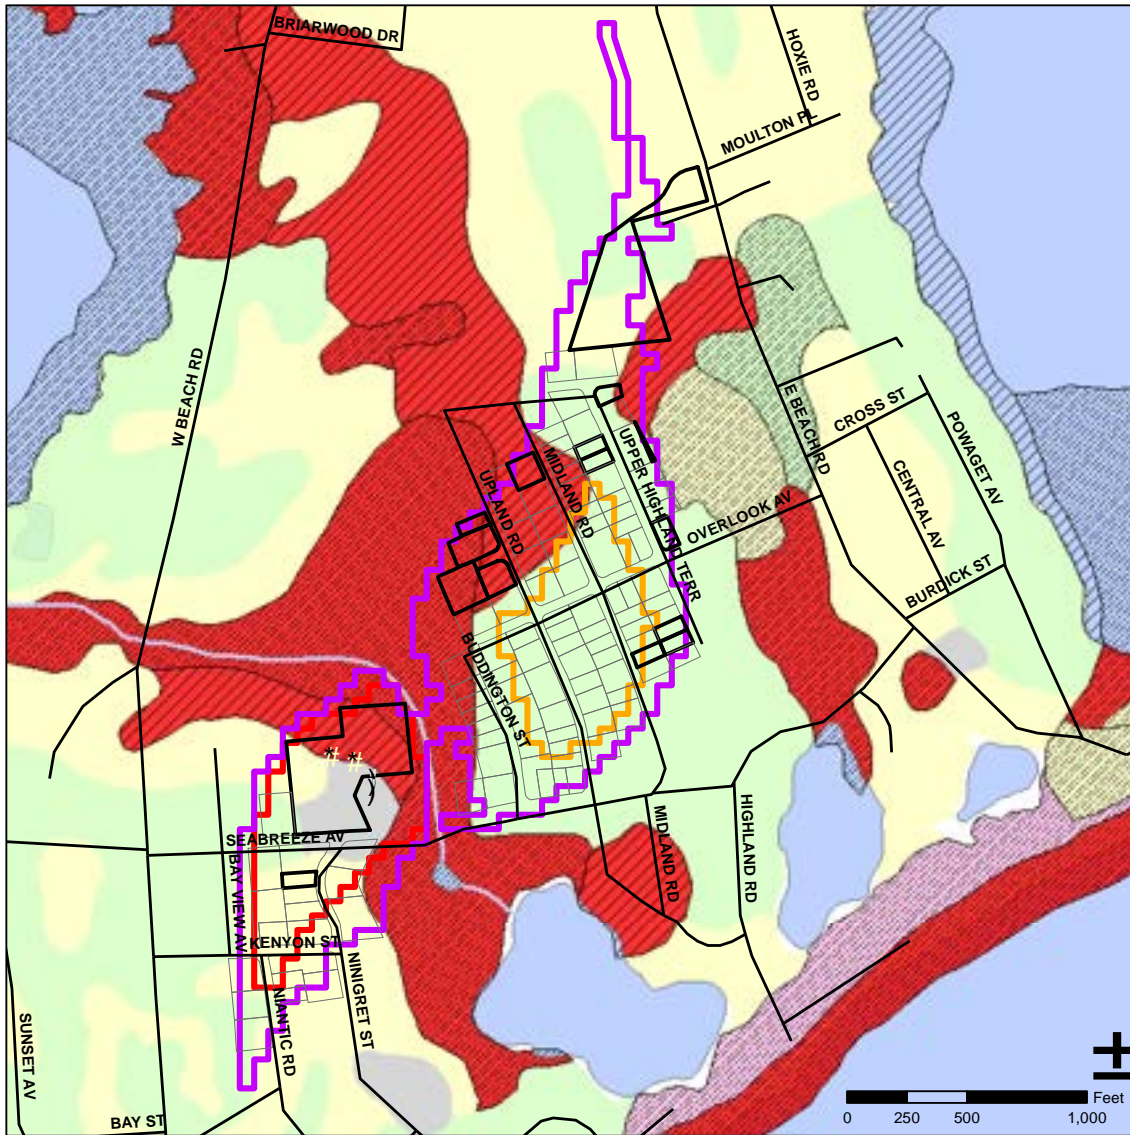 BRIARWOOD DR
HOXIE RD
MOULTON PL
W BEACH RD
E BEACH RD
CROSS ST
POWAGET AV
CENTRAL AV
UPPER HIGHLAND TERR
MIDLAND RD
UPLAND RD
OVERLOOK AV
BURDICK ST
BUDDINGTON ST
*# *#
SEABREEZE AV
MIDLAND RD
HIGHLAND RD
BAY VIEW AV
KENYON ST
NINIGRET ST
NIANTIC RD
SUNSET AV
BAY ST
±
Feet
0 250 500 1,000